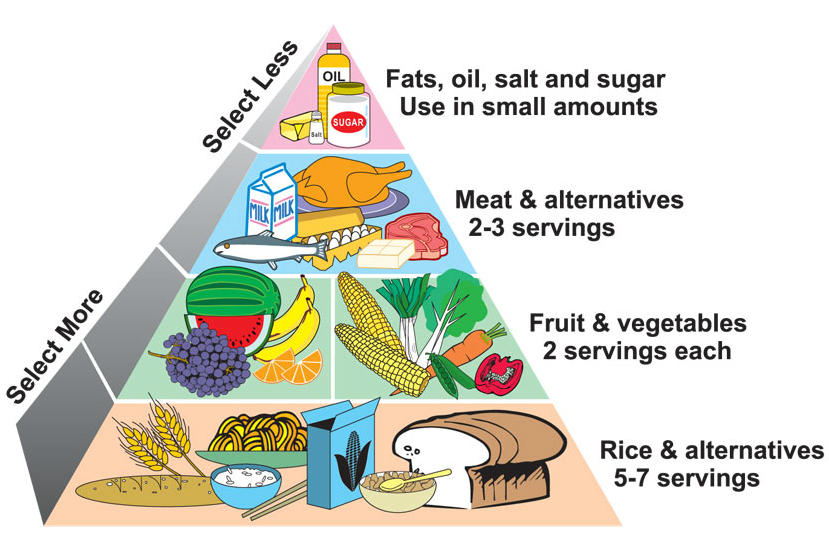 Select Less
OIL
Salt
SUGAR
Fats, oil, salt and sugar
Use in small amounts
MILK MILK
Meat & alternatives
2-3 servings
Select More
Fruit & vegetables
2 servings each
Rice & alternatives
5-7 servings